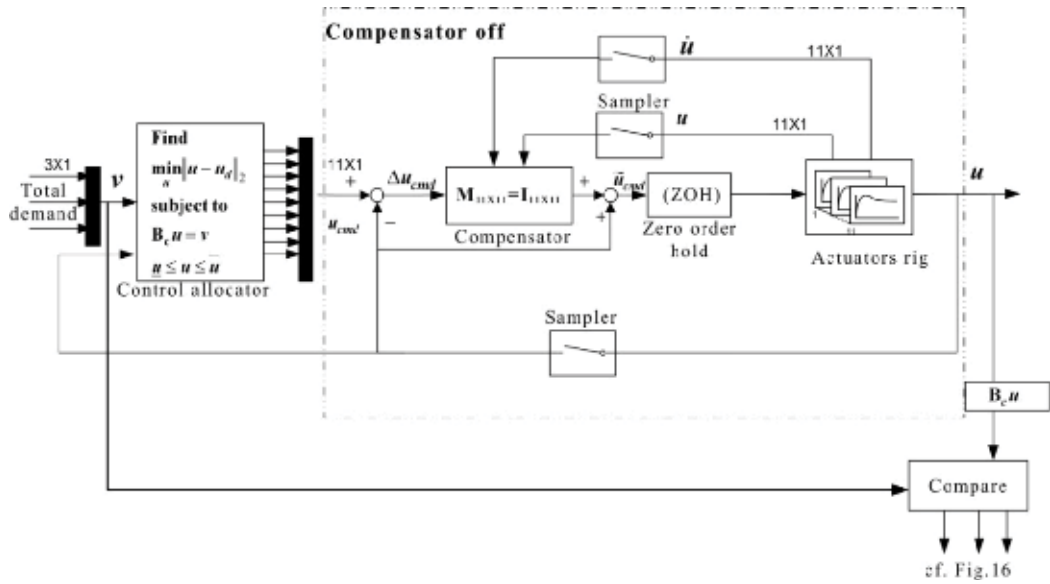 Compensator off
u̇
11X1
Sampler
u
11X1
3X1
Total
demand
v
Find
min‖u − u_d‖₂
u
subject to
B_c u = v
u̲ ≤ u ≤ ū
Control allocator
11X1
+
−
u_cmd
Δu_cmd
M₁₁ₓ₁₁=I₁₁ₓ₁₁
Compensator
+
+
ũ_cmd
(ZOH)
Zero order
hold
Actuators rig
u
Sampler
B_c u
Compare
cf. Fig.16